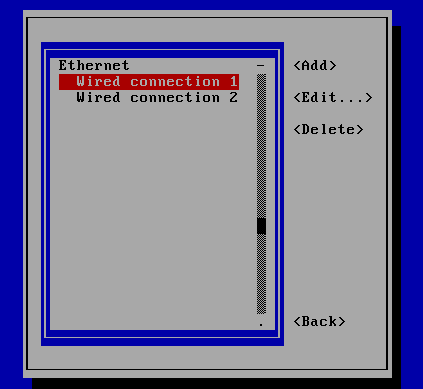 Ethernet
Wired connection 1
Wired connection 2
<Add>
<Edit...>
<Delete>
<Back>